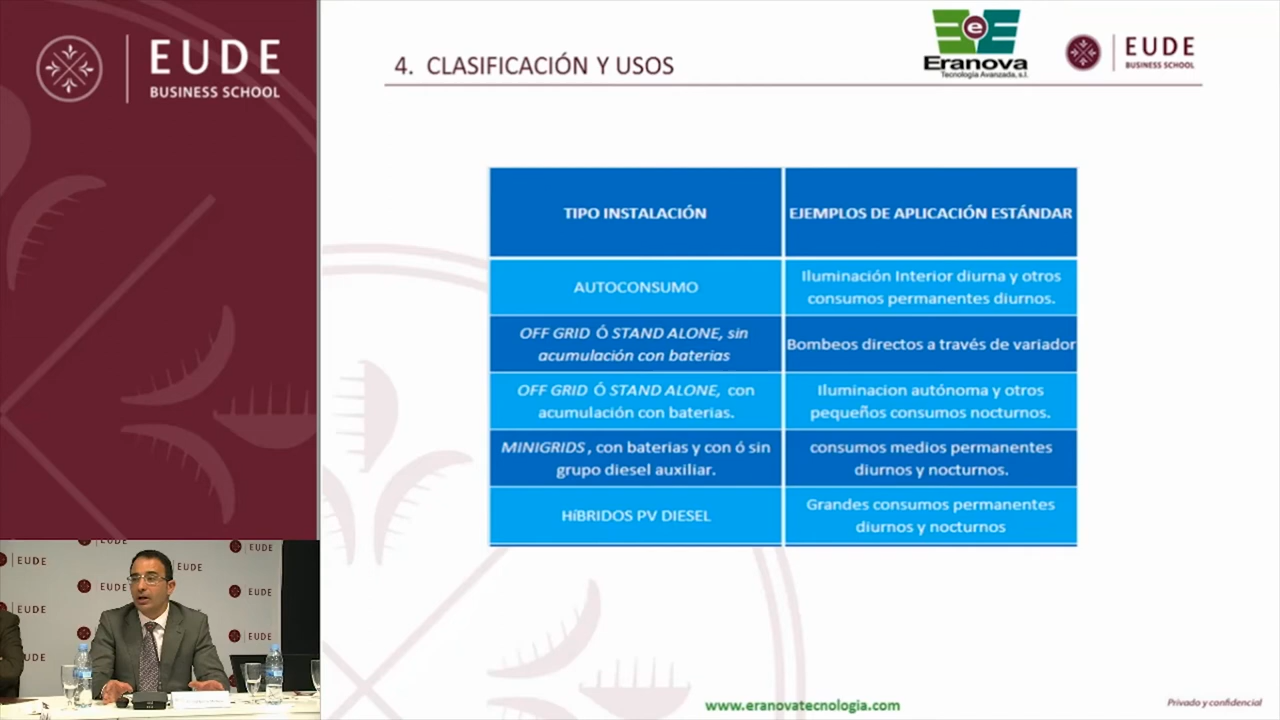 EUDE
BUSINESS SCHOOL
4. CLASIFICACIÓN Y USOS
Eranova
Tecnología Avanzada, s.l.
EUDE
BUSINESS SCHOOL
TIPO INSTALACIÓN
EJEMPLOS DE APLICACIÓN ESTÁNDAR
AUTOCONSUMO
Iluminación Interior diurna y otros
consumos permanentes diurnos.
OFF GRID Ó STAND ALONE, sin
acumulación con baterias
Bombeos directos a través de variador
OFF GRID Ó STAND ALONE, con
acumulación con baterias.
Iluminacion autónoma y otros
pequeños consumos nocturnos.
MINIGRIDS , con baterias y con ó sin
grupo diesel auxiliar.
consumos medios permanentes
diurnos y nocturnos.
HíBRIDOS PV DIESEL
Grandes consumos permanentes
diurnos y nocturnos
EUDE
EUDE
EUDE
EUDE
EUDE
EUDE
EUDE
www.eranovatecnologia.com
Privado y confidencial